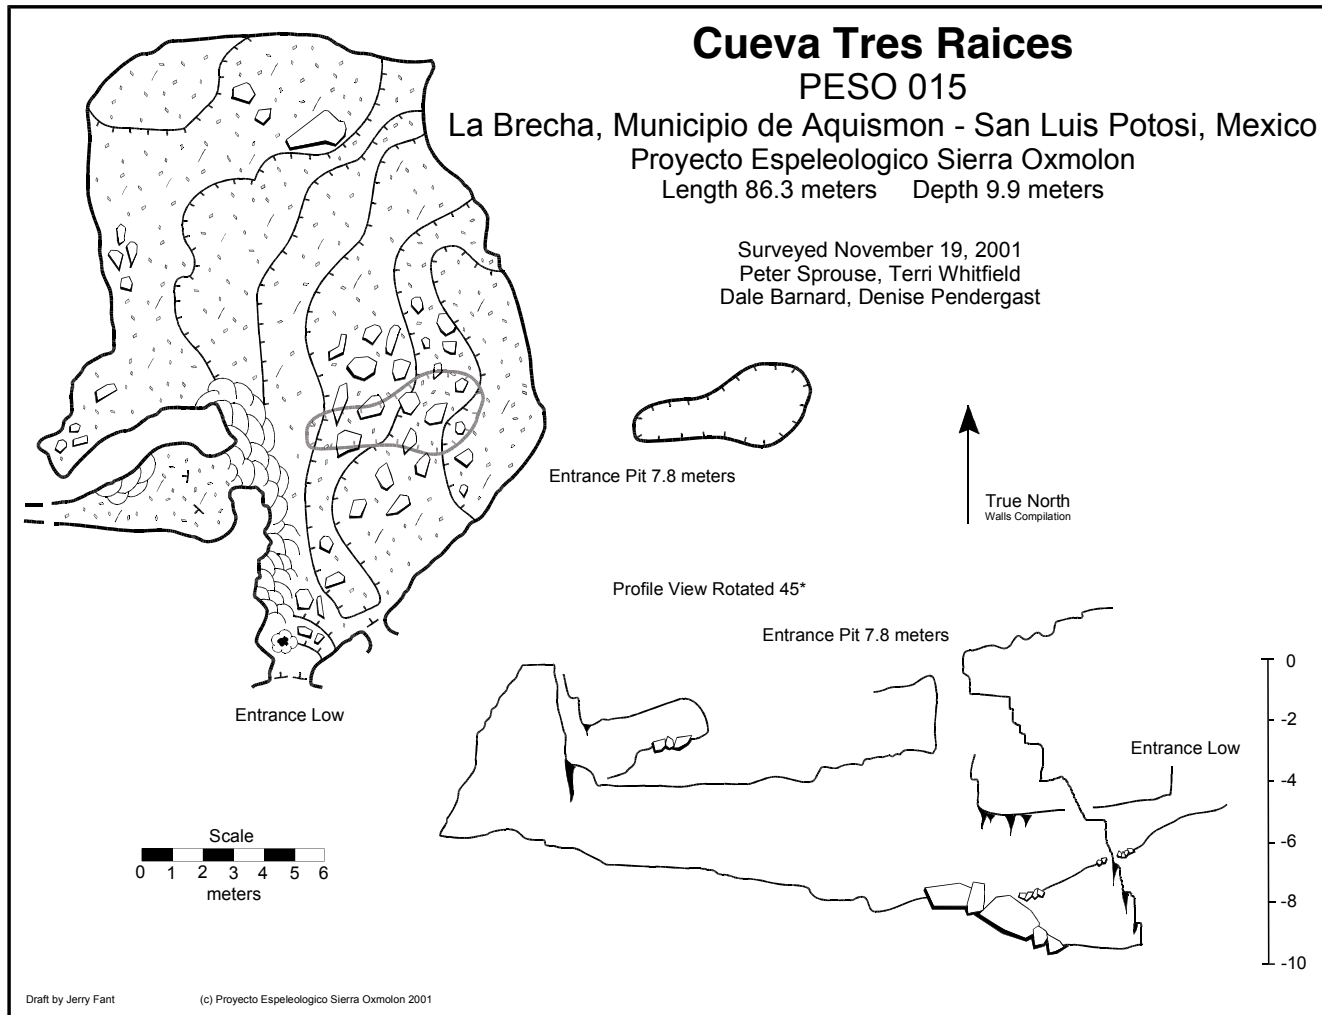 Cueva Tres Raices
PESO 015
La Brecha, Municipio de Aquismon - San Luis Potosi, Mexico
Proyecto Espeleologico Sierra Oxmolon
Length 86.3 meters Depth 9.9 meters
Surveyed November 19, 2001
Peter Sprouse, Terri Whitfield
Dale Barnard, Denise Pendergast
Entrance Pit 7.8 meters
True North
Walls Compilation
Profile View Rotated 45*
Entrance Pit 7.8 meters
Entrance Low
Entrance Low
0
-2
-4
-6
-8
-10
Scale
0 1 2 3 4 5 6
meters
Draft by Jerry Fant
(c) Proyecto Espeleologico Sierra Oxmolon 2001